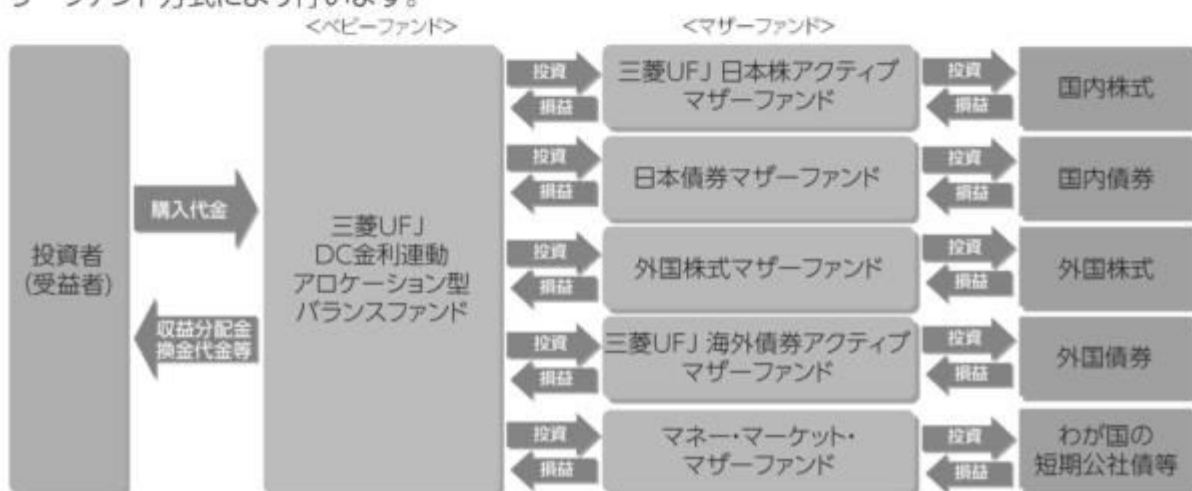 <ベビーファンド>
<マザーファンド>
投資者
(受益者)
購入代金
収益分配金
換金代金等
三菱UFJ
DC金利連動
アロケーション型
バランスファンド
投資
損益
三菱UFJ 日本株アクティブ
マザーファンド
投資
損益
国内株式
投資
損益
日本債券マザーファンド
投資
損益
国内債券
投資
損益
外国株式マザーファンド
投資
損益
外国株式
投資
損益
三菱UFJ 海外債券アクティブ
マザーファンド
投資
損益
外国債券
投資
損益
マネー・マーケット・
マザーファンド
投資
損益
わが国の
短期公社債等